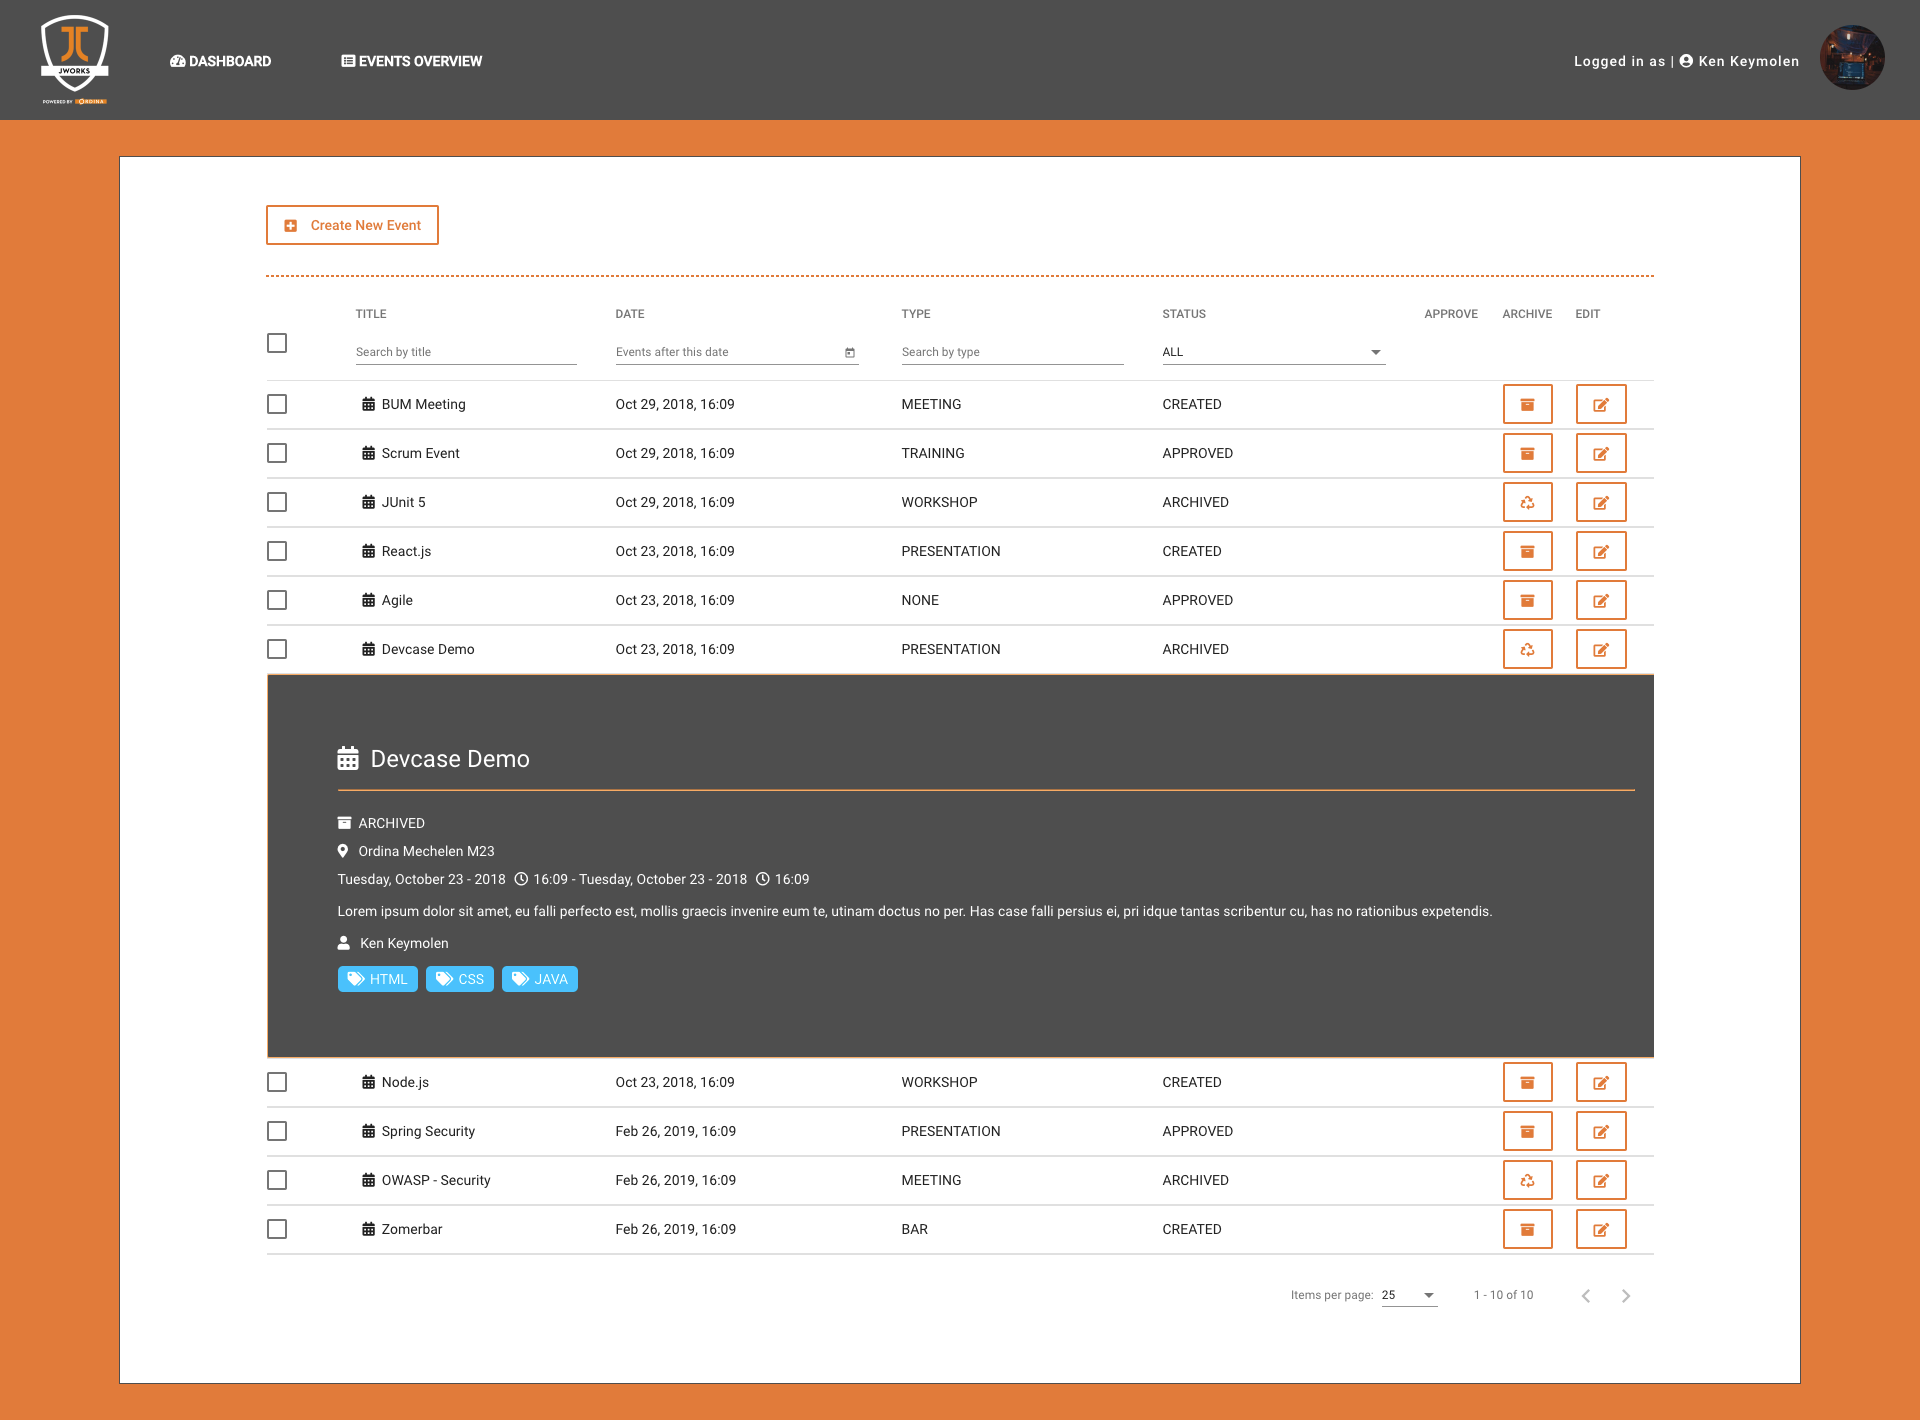 JWORKS
POWERED BY ORDINA
DASHBOARD
EVENTS OVERVIEW
Logged in as | Ken Keymolen
Create New Event
TITLE DATE TYPE STATUS APPROVE ARCHIVE EDIT
Search by title Events after this date Search by type ALL
BUM Meeting Oct 29, 2018, 16:09 MEETING CREATED
Scrum Event Oct 29, 2018, 16:09 TRAINING APPROVED
JUnit 5 Oct 29, 2018, 16:09 WORKSHOP ARCHIVED
React.js Oct 23, 2018, 16:09 PRESENTATION CREATED
Agile Oct 23, 2018, 16:09 NONE APPROVED
Devcase Demo Oct 23, 2018, 16:09 PRESENTATION ARCHIVED
Devcase Demo
ARCHIVED
Ordina Mechelen M23
Tuesday, October 23 - 2018 16:09 - Tuesday, October 23 - 2018 16:09
Lorem ipsum dolor sit amet, eu falli perfecto est, mollis graecis invenire eum te, utinam doctus no per. Has case falli persius ei, pri idque tantas scribentur cu, has no rationibus expetendis.
Ken Keymolen
HTML CSS JAVA
Node.js Oct 23, 2018, 16:09 WORKSHOP CREATED
Spring Security Feb 26, 2019, 16:09 PRESENTATION APPROVED
OWASP - Security Feb 26, 2019, 16:09 MEETING ARCHIVED
Zomerbar Feb 26, 2019, 16:09 BAR CREATED
Items per page: 25 1 - 10 of 10